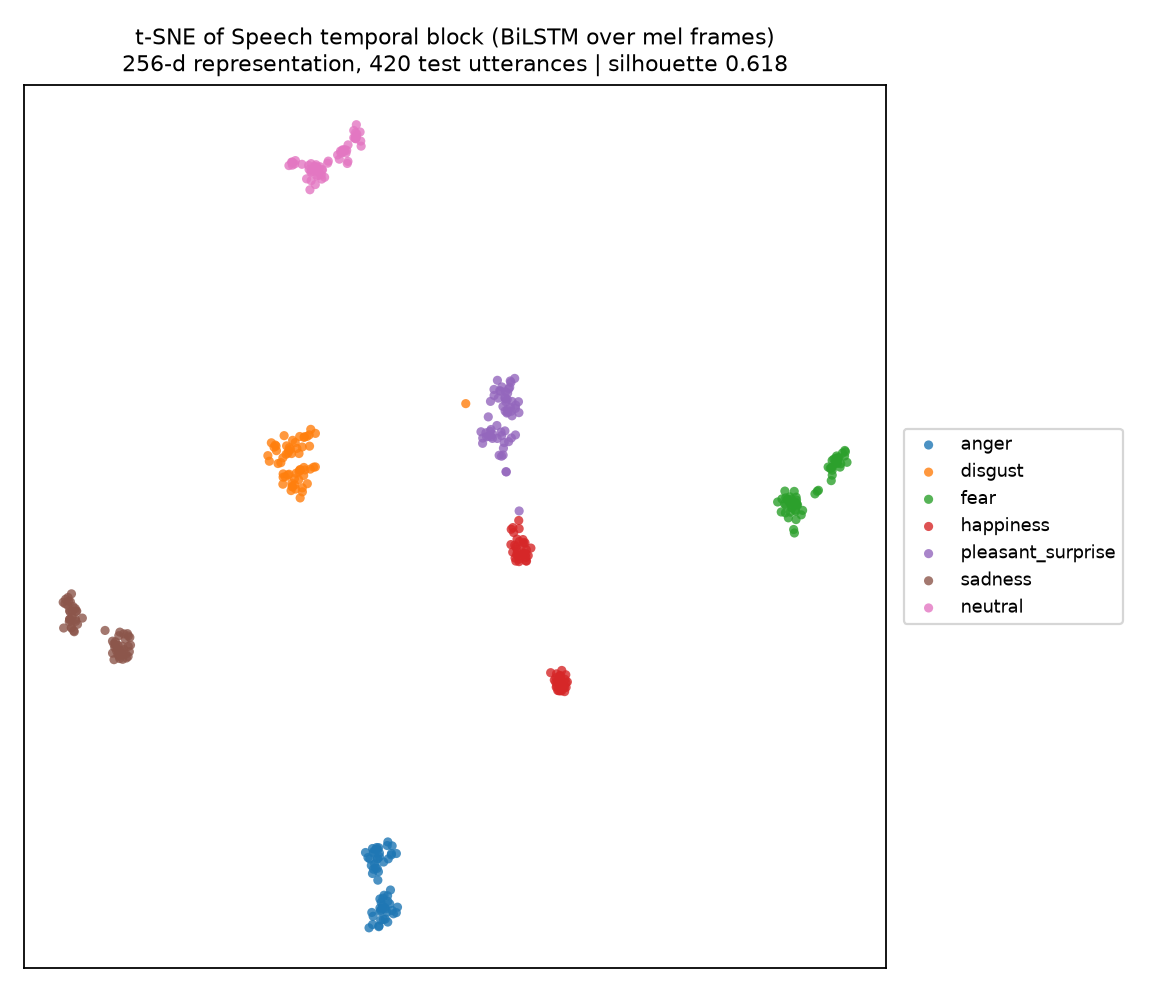 t-SNE of Speech temporal block (BiLSTM over mel frames)
256-d representation, 420 test utterances | silhouette 0.618
anger
disgust
fear
happiness
pleasant_surprise
sadness
neutral